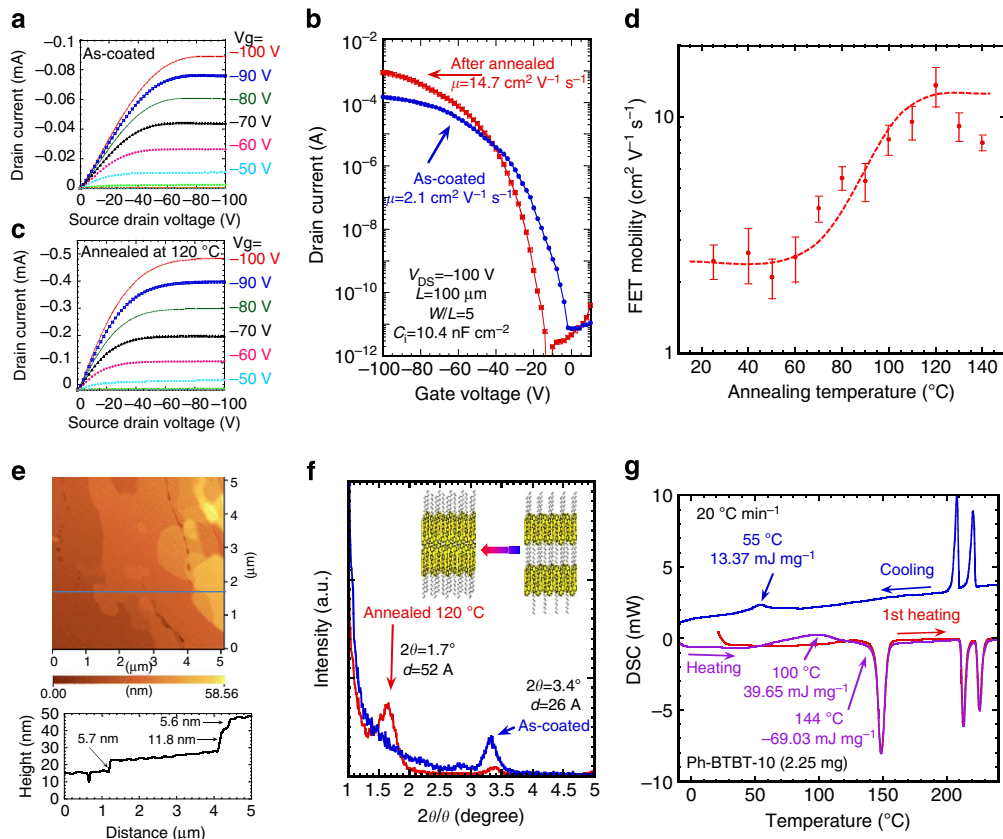 a
As-coated
Vg=
–0.1
–0.08
–0.06
–0.04
–0.02
0
Drain current (mA)
–100 V
–90 V
–80 V
–70 V
–60 V
–50 V
0 –20 –40 –60 –80 –100
Source drain voltage (V)
c
Annealed at 120 °C
Vg=
–0.5
–0.4
–0.3
–0.2
–0.1
0
Drain current (mA)
–100 V
–90 V
–80 V
–70 V
–60 V
–50 V
0 –20 –40 –60 –80 –100
Source drain voltage (V)
b
10⁻²
10⁻⁴
10⁻⁶
10⁻⁸
10⁻¹⁰
10⁻¹²
Drain current (A)
After annealed
μ=14.7 cm² V⁻¹ s⁻¹
As-coated
μ=2.1 cm² V⁻¹ s⁻¹
V_DS=–100 V
L=100 μm
W/L=5
C_i=10.4 nF cm⁻²
–100 –80 –60 –40 –20 0
Gate voltage (V)
d
10
1
FET mobility (cm² V⁻¹ s⁻¹)
20 40 60 80 100 120 140
Annealing temperature (°C)
e
5
4
3
2
1
0
(μm)
0 1 2 3 4 5
(μm)
0.00 (nm) 58.56
50
40
30
20
10
0
Height (nm)
5.7 nm
5.6 nm
11.8 nm
0 1 2 3 4 5
Distance (μm)
f
Intensity (a.u.)
Annealed 120 °C
2θ=1.7°
d=52 A
2θ=3.4°
d=26 A
As-coated
1 1.5 2 2.5 3 3.5 4 4.5 5
2θ/θ (degree)
g
10
5
0
–5
–10
DSC (mW)
20 °C min⁻¹
55 °C
13.37 mJ mg⁻¹
Cooling
1st heating
Heating
100 °C
39.65 mJ mg⁻¹
144 °C
–69.03 mJ mg⁻¹
Ph-BTBT-10 (2.25 mg)
0 50 100 150 200
Temperature (°C)